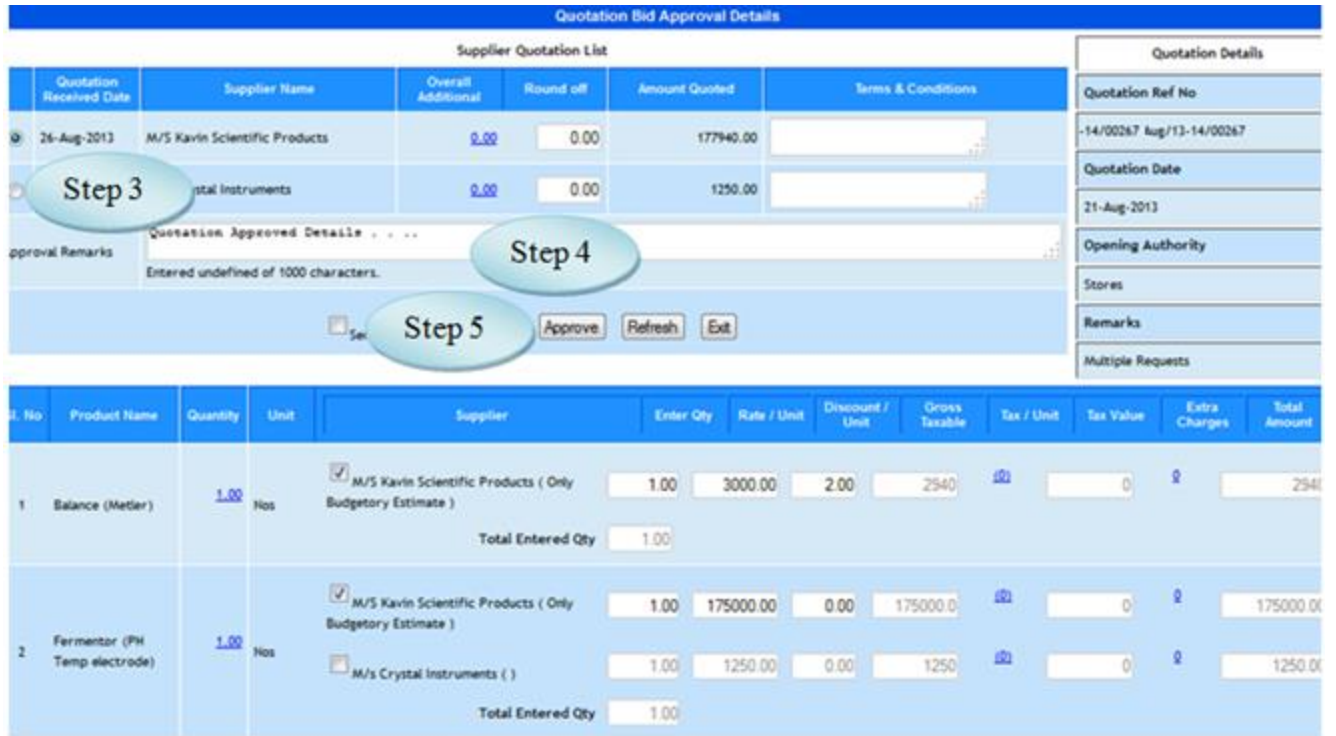 Quotation Bid Approval Details
Supplier Quotation List
Quotation Received Date Supplier Name Overall Additional Round off Amount Quoted Terms & Conditions
26-Aug-2013 M/S Kavin Scientific Products 0.00 0.00 177940.00
Step 3 stal Instruments 0.00 0.00 1250.00
pproval Remarks Quotation Approved Details . . ..
Step 4
Entered undefined of 1000 characters.
Step 5 Approve Refresh Exit
Quotation Details
Quotation Ref No
-14/00267 Aug/13-14/00267
Quotation Date
21-Aug-2013
Opening Authority
Stores
Remarks
Multiple Requests
l. No Product Name Quantity Unit Supplier Enter Qty Rate / Unit Discount / Unit Gross Taxable Tax / Unit Tax Value Extra Charges Total Amount
1 Balance (Metler) 1.00 Nos M/S Kavin Scientific Products ( Only Budgetory Estimate ) 1.00 3000.00 2.00 2940 (0) 0 0 2940
Total Entered Qty 1.00
2 Fermentor (PH Temp electrode) 1.00 Nos M/S Kavin Scientific Products ( Only Budgetory Estimate ) 1.00 175000.00 0.00 175000.0 (0) 0 0 175000.00
M/s Crystal Instruments ( ) 1.00 1250.00 0.00 1250 (0) 0 0 1250.00
Total Entered Qty 1.00